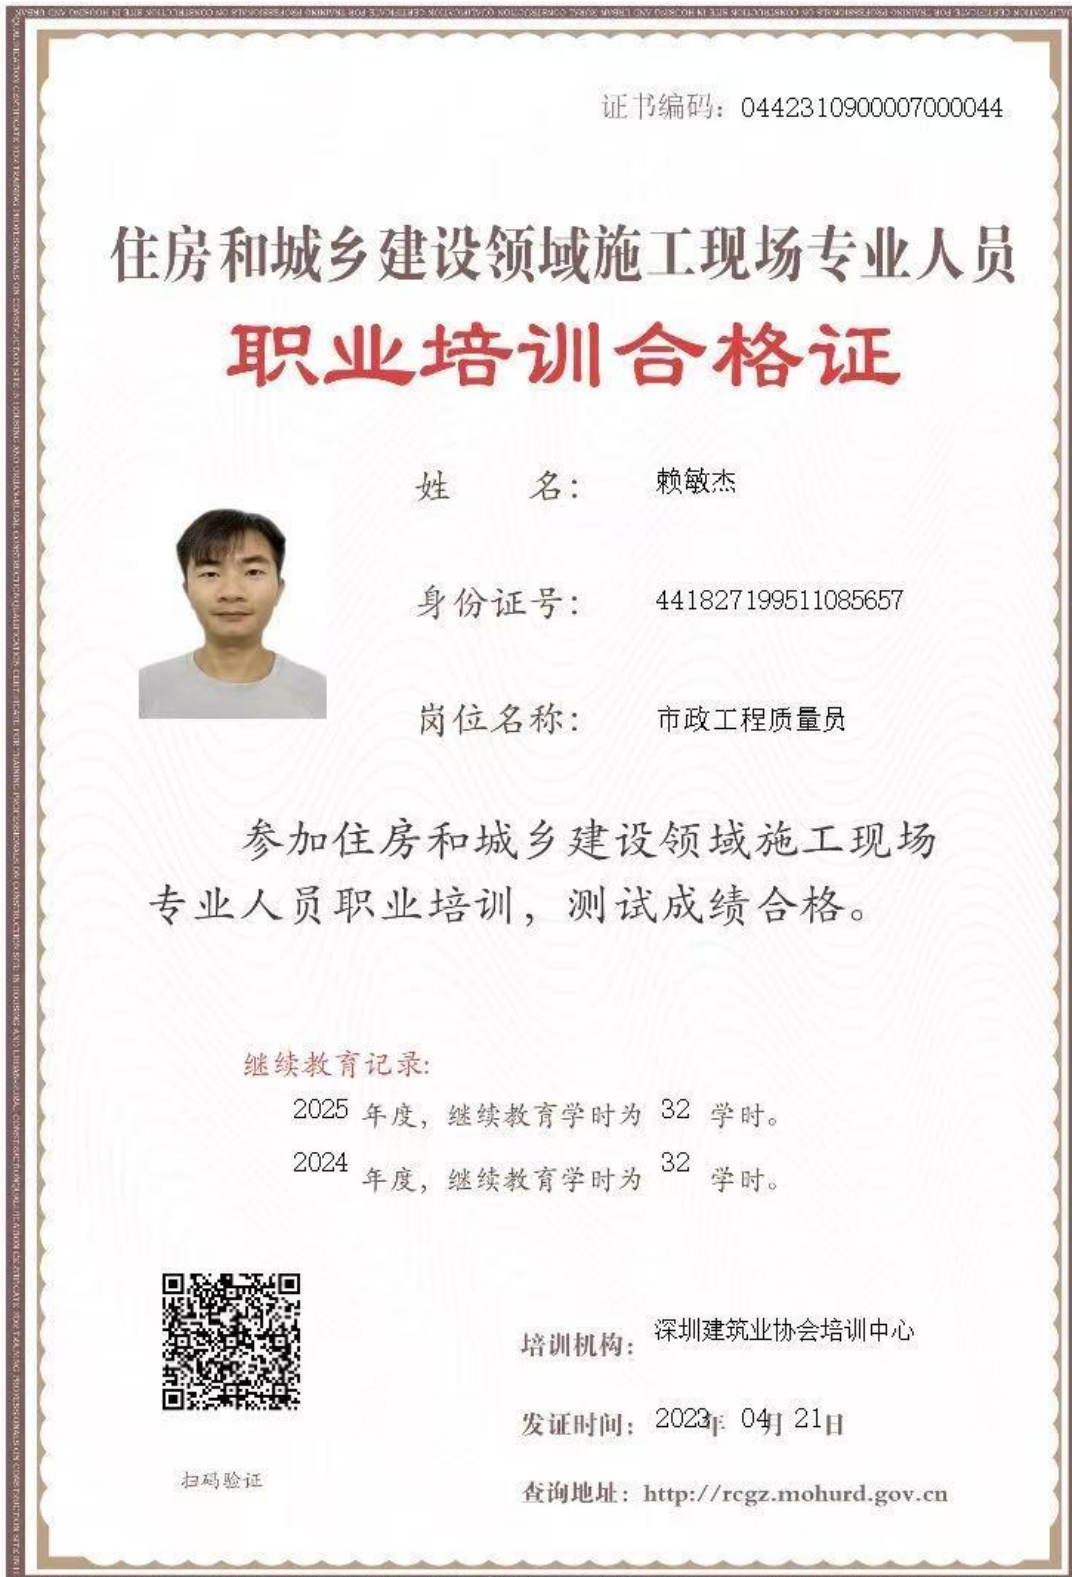 证书编码：0442310900007000044
住房和城乡建设领域施工现场专业人员
职业培训合格证
姓 名： 赖敏杰
身份证号： 441827199511085657
岗位名称： 市政工程质量员
参加住房和城乡建设领域施工现场
专业人员职业培训，测试成绩合格。
继续教育记录:
2025 年度，继续教育学时为 32 学时。
2024 年度，继续教育学时为 32 学时。
培训机构： 深圳建筑业协会培训中心
发证时间： 2023年 04月 21日
扫码验证
查询地址：http://rcgz.mohurd.gov.cn